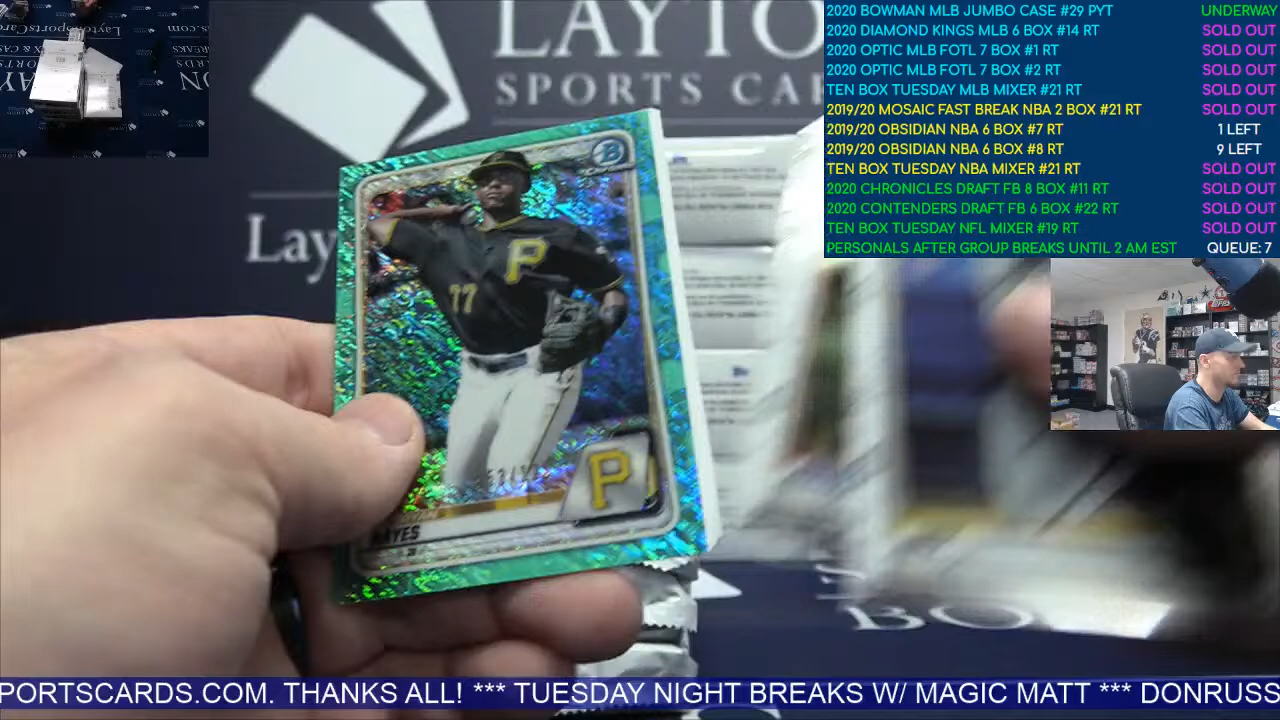 LAYTO
SPORTS CAR
Lay
2020 BOWMAN MLB JUMBO CASE #29 PYT UNDERWAY
2020 DIAMOND KINGS MLB 6 BOX #14 RT SOLD OUT
2020 OPTIC MLB FOTL 7 BOX #1 RT SOLD OUT
2020 OPTIC MLB FOTL 7 BOX #2 RT SOLD OUT
TEN BOX TUESDAY MLB MIXER #21 RT SOLD OUT
2019/20 MOSAIC FAST BREAK NBA 2 BOX #21 RT SOLD OUT
2019/20 OBSIDIAN NBA 6 BOX #7 RT 1 LEFT
2019/20 OBSIDIAN NBA 6 BOX #8 RT 9 LEFT
TEN BOX TUESDAY NBA MIXER #21 RT SOLD OUT
2020 CHRONICLES DRAFT FB 8 BOX #11 RT SOLD OUT
2020 CONTENDERS DRAFT FB 6 BOX #22 RT SOLD OUT
TEN BOX TUESDAY NFL MIXER #19 RT SOLD OUT
PERSONALS AFTER GROUP BREAKS UNTIL 2 AM EST QUEUE: 7
B
P
77
P
HAYES
BO
PORTSCARDS.COM. THANKS ALL! *** TUESDAY NIGHT BREAKS W/ MAGIC MATT *** DONRUSS